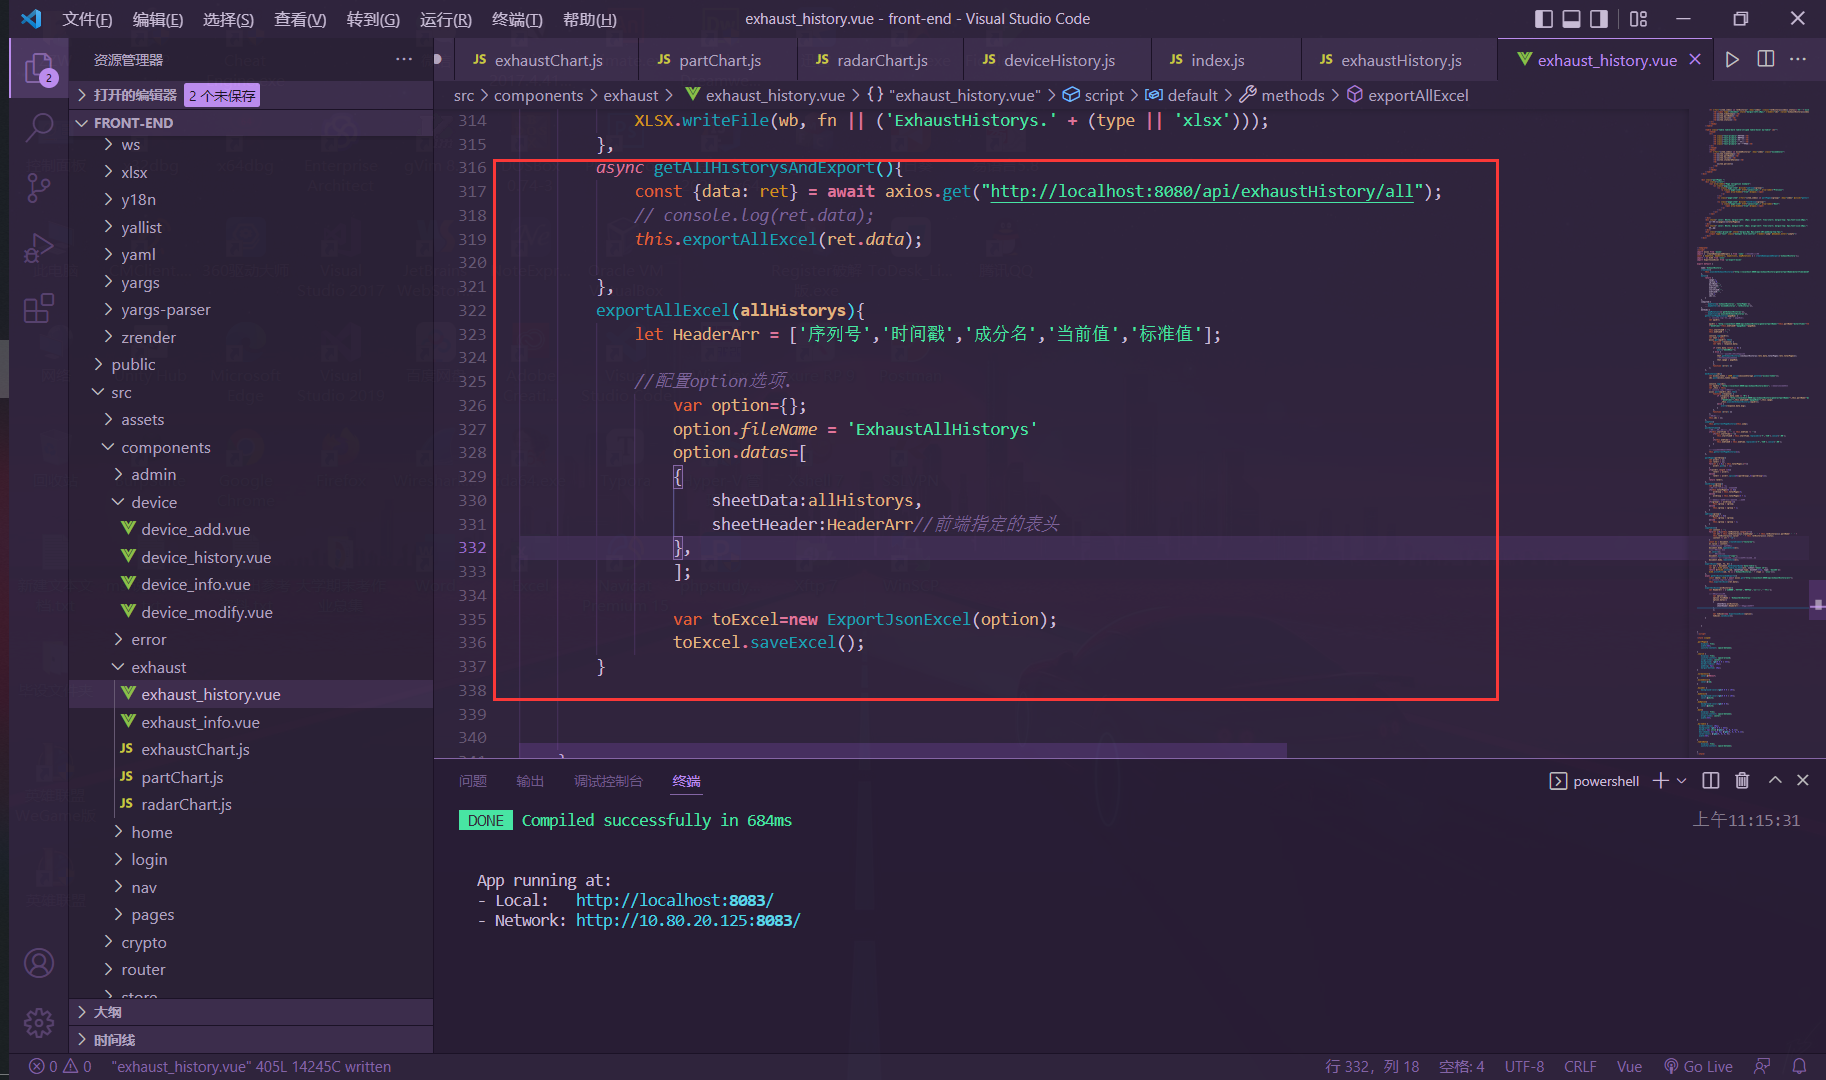 文件(F) 编辑(E) 选择(S) 查看(V) 转到(G) 运行(R) 终端(T) 帮助(H)
exhaust_history.vue - front-end - Visual Studio Code
资源管理器
JS exhaustChart.js
JS partChart.js
JS radarChart.js
JS deviceHistory.js
JS index.js
JS exhaustHistory.js
exhaust_history.vue
2
打开的编辑器 2 个未保存
FRONT-END
ws
xlsx
y18n
yallist
yaml
yargs
yargs-parser
zrender
public
src
assets
components
admin
device
device_add.vue
device_history.vue
device_info.vue
device_modify.vue
error
exhaust
exhaust_history.vue
exhaust_info.vue
JS exhaustChart.js
JS partChart.js
JS radarChart.js
home
login
nav
pages
crypto
router
store
大纲
时间线
src > components > exhaust > exhaust_history.vue > {} "exhaust_history.vue" > script > default > methods > exportAllExcel
314 XLSX.writeFile(wb, fn || ('ExhaustHistorys.' + (type || 'xlsx')));
315 },
316 async getAllHistorysAndExport(){
317 const {data: ret} = await axios.get("http://localhost:8080/api/exhaustHistory/all");
318 // console.log(ret.data);
319 this.exportAllExcel(ret.data);
320
321 },
322 exportAllExcel(allHistorys){
323 let HeaderArr = ['序列号','时间戳','成分名','当前值','标准值'];
324
325 //配置option选项.
326 var option={};
327 option.fileName = 'ExhaustAllHistorys'
328 option.datas=[
329 {
330 sheetData:allHistorys,
331 sheetHeader:HeaderArr//前端指定的表头
332 },
333 ];
334
335 var toExcel=new ExportJsonExcel(option);
336 toExcel.saveExcel();
337 }
338
339
340
问题 输出 调试控制台 终端
powershell
DONE Compiled successfully in 684ms
上午11:15:31
App running at:
- Local: http://localhost:8083/
- Network: http://10.80.20.125:8083/
0 0 "exhaust_history.vue" 405L 14245C written
行 332，列 18 空格: 4 UTF-8 CRLF Vue Go Live